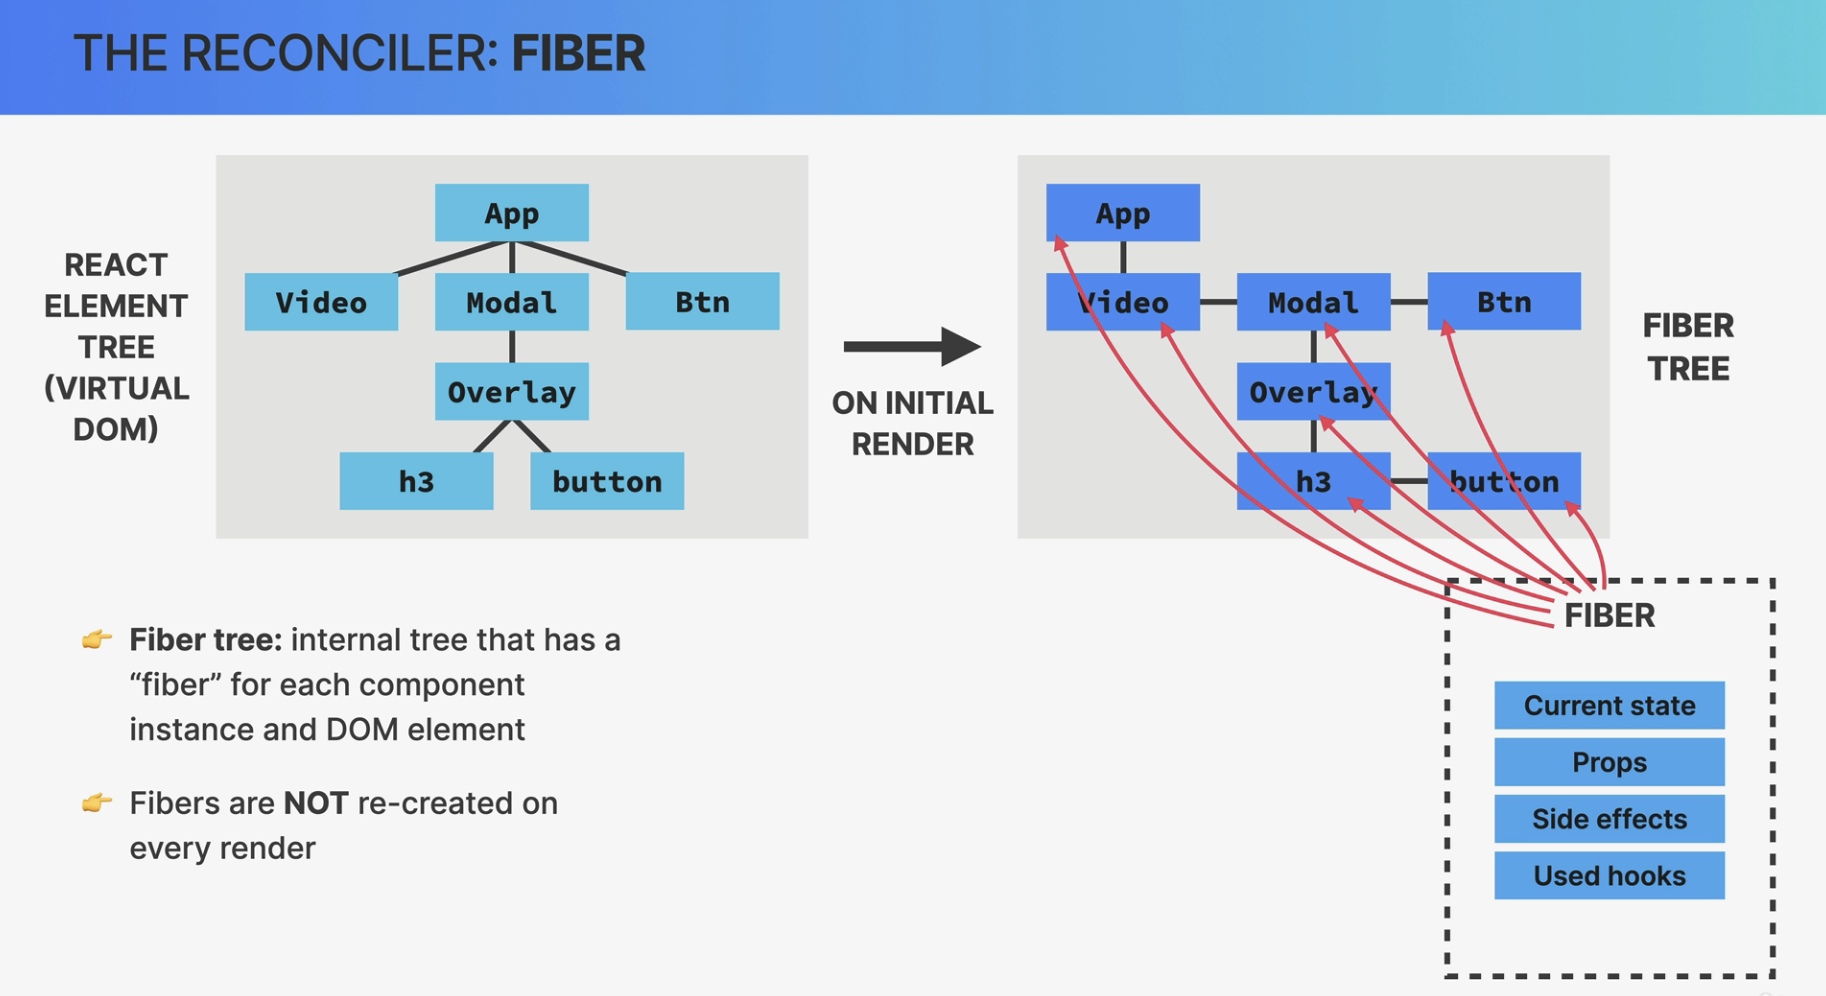 THE RECONCILER: FIBER
REACT
ELEMENT
TREE
(VIRTUAL
DOM)
App
Video
Modal
Btn
Overlay
h3
button
ON INITIAL
RENDER
App
Video
Modal
Btn
Overlay
h3
button
FIBER
TREE
👉 Fiber tree: internal tree that has a
“fiber” for each component
instance and DOM element
👉 Fibers are NOT re-created on
every render
FIBER
Current state
Props
Side effects
Used hooks